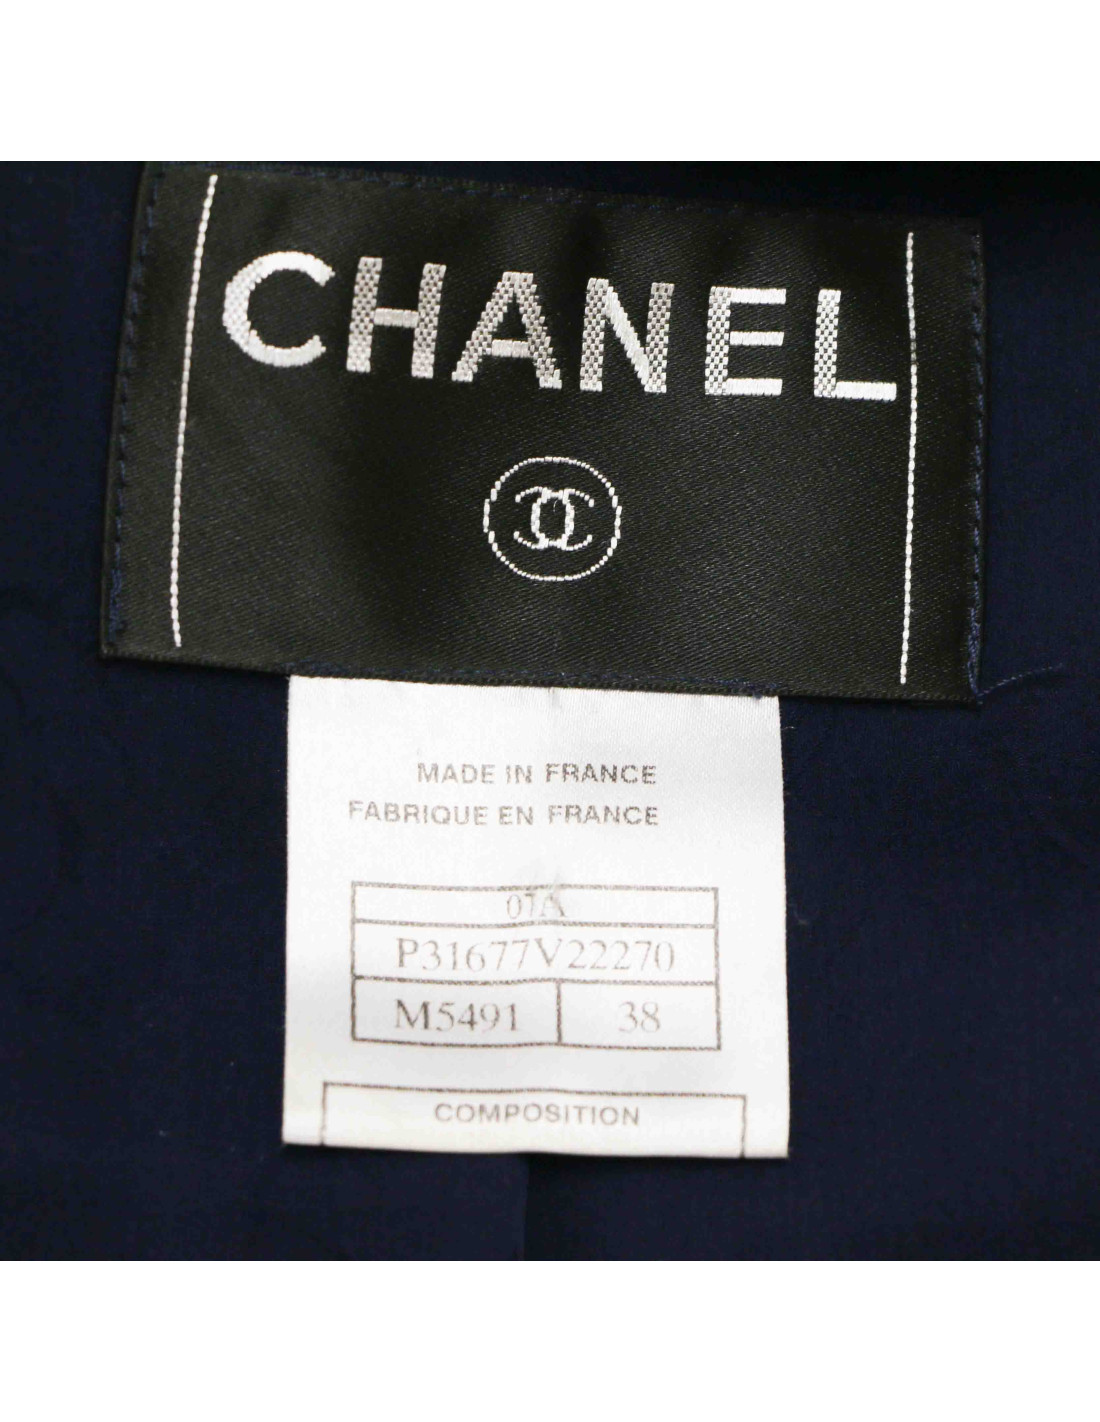 CHANEL
MADE IN FRANCE
FABRIQUE EN FRANCE
07A
P31677V22270
M5491 38
COMPOSITION